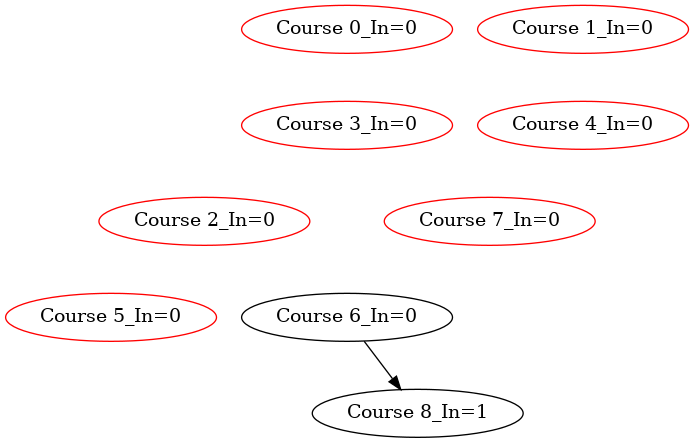 Course 0_In=0
Course 1_In=0
Course 3_In=0
Course 4_In=0
Course 2_In=0
Course 7_In=0
Course 5_In=0
Course 6_In=0
Course 8_In=1